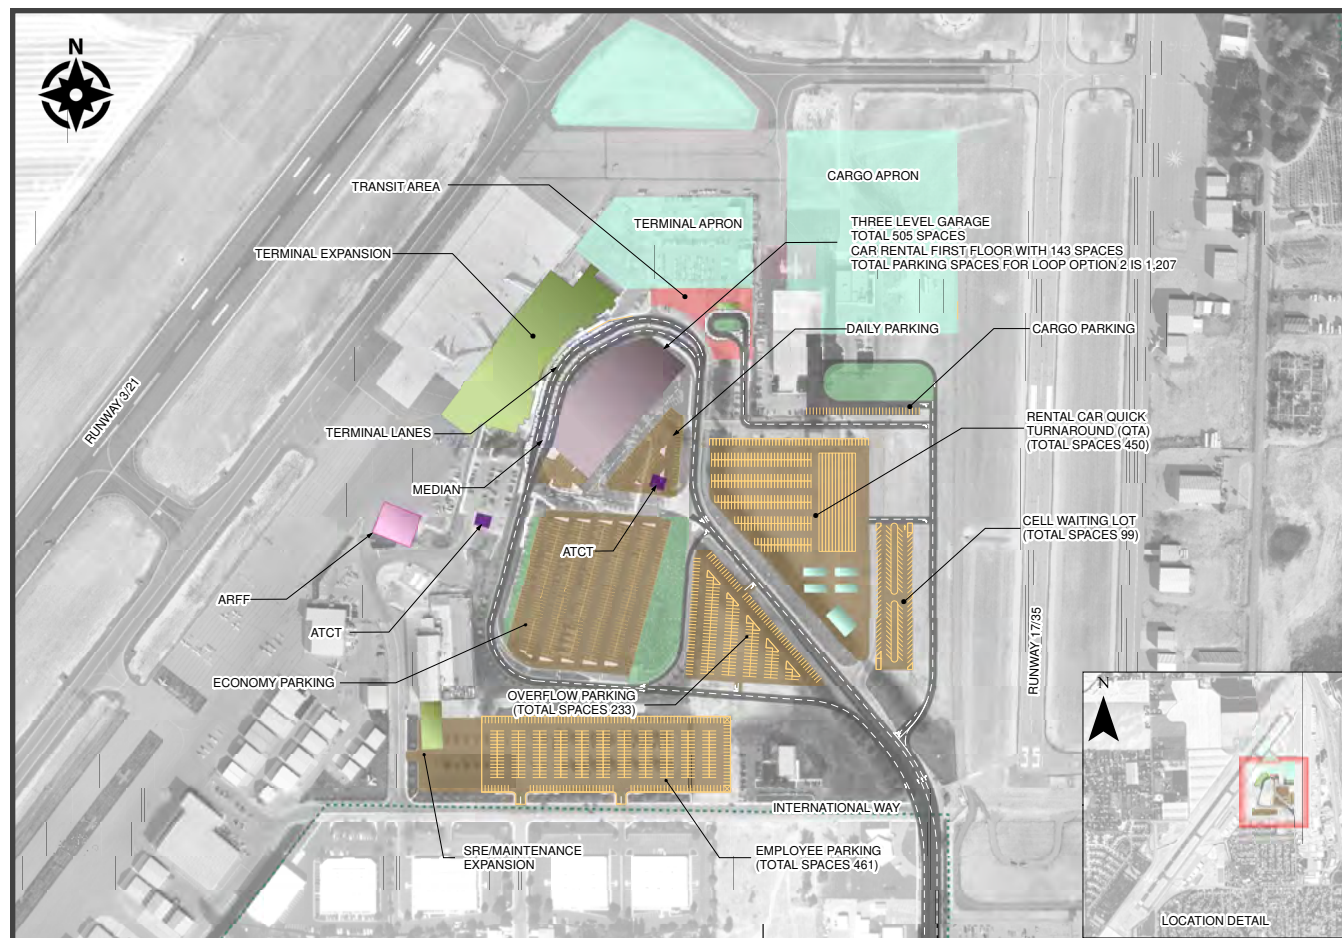 N
CARGO APRON
TRANSIT AREA
TERMINAL APRON
THREE LEVEL GARAGE
TOTAL 505 SPACES
CAR RENTAL FIRST FLOOR WITH 143 SPACES
TOTAL PARKING SPACES FOR LOOP OPTION 2 IS 1,207
TERMINAL EXPANSION
DAILY PARKING
CARGO PARKING
RUNWAY 3/21
RENTAL CAR QUICK
TURNAROUND (QTA)
(TOTAL SPACES 450)
TERMINAL LANES
MEDIAN
CELL WAITING LOT
(TOTAL SPACES 99)
ATCT
ARFF
ATCT
RUNWAY 17/35
ECONOMY PARKING
OVERFLOW PARKING
(TOTAL SPACES 233)
N
INTERNATIONAL WAY
SRE/MAINTENANCE
EXPANSION
EMPLOYEE PARKING
(TOTAL SPACES 461)
LOCATION DETAIL